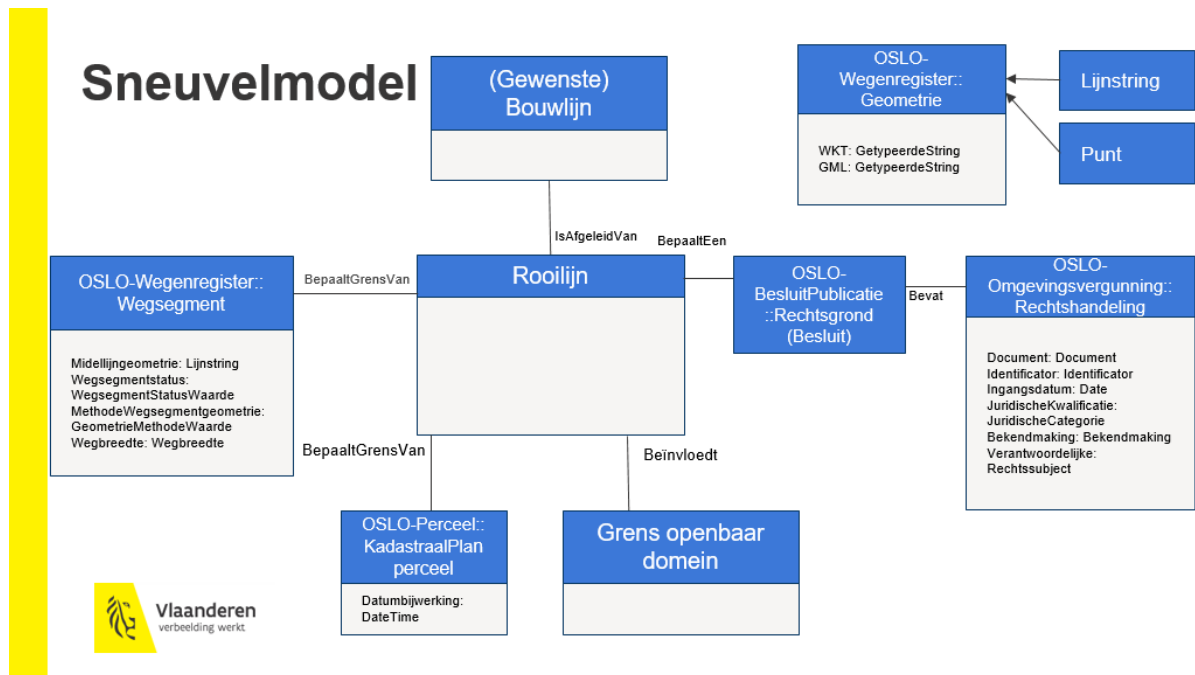 Sneuvelmodel
(Gewenste)
Bouwlijn
OSLO-
Wegenregister::
Geometrie
WKT: GetypeerdeString
GML: GetypeerdeString
Lijnstring
Punt
IsAfgeleidVan
BepaaltEen
OSLO-Wegenregister::
Wegsegment
Midellijngeometrie: Lijnstring
Wegsegmentstatus:
WegsegmentStatusWaarde
MethodeWegsegmentgeometrie:
GeometrieMethodeWaarde
Wegbreedte: Wegbreedte
BepaaltGrensVan
Rooilijn
OSLO-
BesluitPublicatie
::Rechtsgrond
(Besluit)
Bevat
OSLO-
Omgevingsvergunning::
Rechtshandeling
Document: Document
Identificator: Identificator
Ingangsdatum: Date
JuridischeKwalificatie:
JuridischeCategorie
Bekendmaking: Bekendmaking
Verantwoordelijke:
Rechtssubject
BepaaltGrensVan
Beïnvloedt
OSLO-Perceel::
KadastraalPlan
perceel
Datumbijwerking:
DateTime
Grens openbaar
domein
Vlaanderen
verbeelding werkt